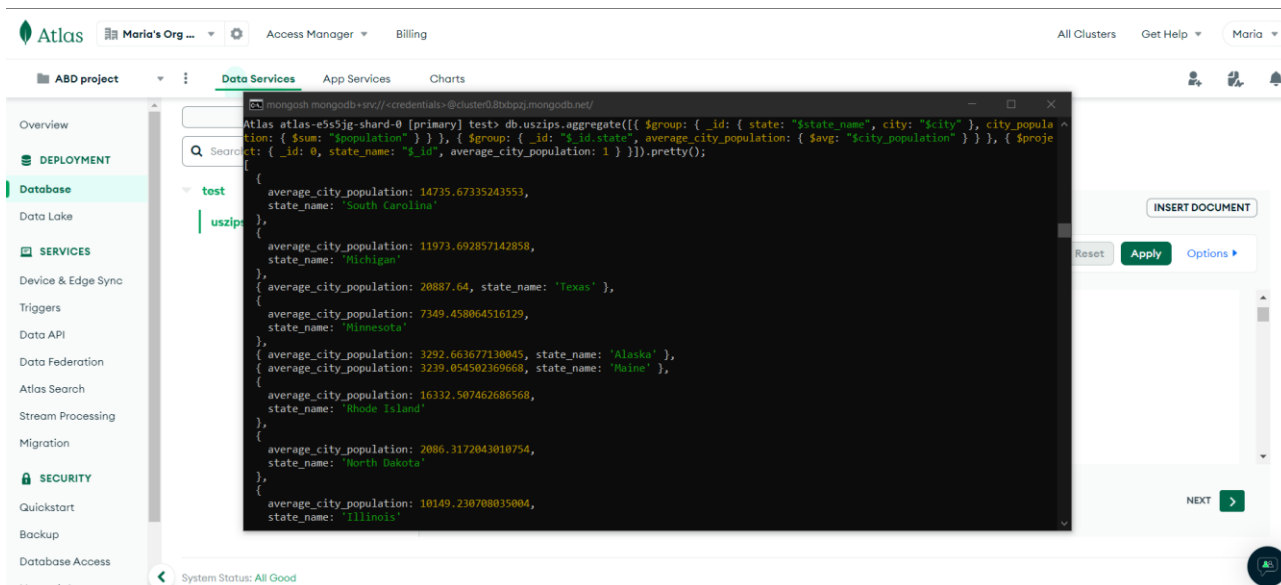 Atlas Maria's Org ... Access Manager Billing All Clusters Get Help Maria
ABD project Data Services App Services Charts
mongosh mongodb+srv://<credentials>@cluster0.8txbpzj.mongodb.net/
Atlas atlas-e5s5jg-shard-0 [primary] test> db.uszips.aggregate([{ $group: { _id: { state: "$state_name", city: "$city" }, city_popula
tion: { $sum: "$population" } } }, { $group: { _id: "$_id.state", average_city_population: { $avg: "$city_population" } } }, { $proje
ct: { _id: 0, state_name: "$_id", average_city_population: 1 } }]).pretty();
[
{
average_city_population: 14735.67335243553,
state_name: 'South Carolina'
},
{
average_city_population: 11973.692857142858,
state_name: 'Michigan'
},
{ average_city_population: 20887.64, state_name: 'Texas' },
{
average_city_population: 7349.458064516129,
state_name: 'Minnesota'
},
{ average_city_population: 3292.663677130045, state_name: 'Alaska' },
{ average_city_population: 3239.054502369668, state_name: 'Maine' },
{
average_city_population: 16332.507462686568,
state_name: 'Rhode Island'
},
{
average_city_population: 2086.3172043010754,
state_name: 'North Dakota'
},
{
average_city_population: 10149.230708035004,
state_name: 'Illinois'
Overview
DEPLOYMENT
Database
Data Lake
SERVICES
Device & Edge Sync
Triggers
Data API
Data Federation
Atlas Search
Stream Processing
Migration
SECURITY
Quickstart
Backup
Database Access
test
uszips
INSERT DOCUMENT
Reset Apply Options
NEXT
System Status: All Good